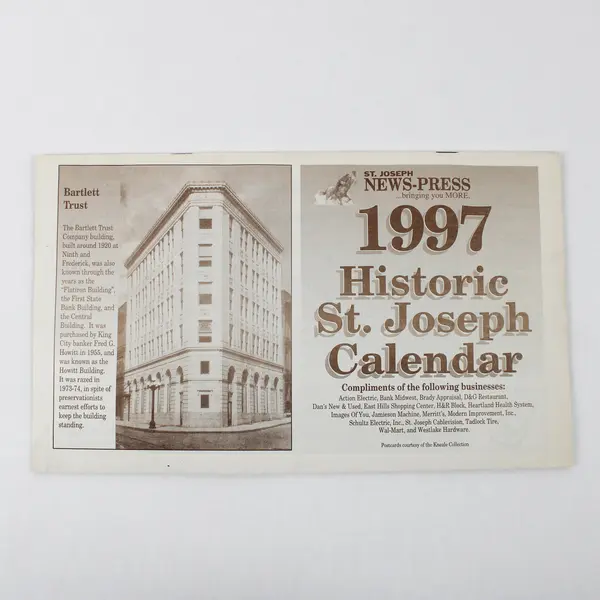 Bartlett
Trust
The Bartlett Trust
Company building,
built around 1920 at
Ninth and
Frederick, was also
known through the
years as the
"Platinum Building",
the First State
Bank Building, and
the Central
Building. It was
purchased by King
City banker Fred G.
Howitt in 1955, and
was known as the
Howitt Building.
It was razed in
1973-74, in spite of
preservationists
earnest efforts to
keep the building
standing.
ST. JOSEPH
NEWS-PRESS
...bringing you MORE.
1997
Historic
St. Joseph
Calendar
Compliments of the following businesses:
Action Electric, Bank Midwest, Brady Appraisal, D&G Restaurant,
Dan's New & Used, East Hills Shopping Center, H&R Block, Heartland Health System,
Images Of You, Jamieson Machine, Merritt's, Modern Improvement, Inc.,
Schultz Electric, Inc., St. Joseph Cablevision, Tadlock Tire,
Wal-Mart, and Westlake Hardware.
Postcards courtesy of the Kneale Collection